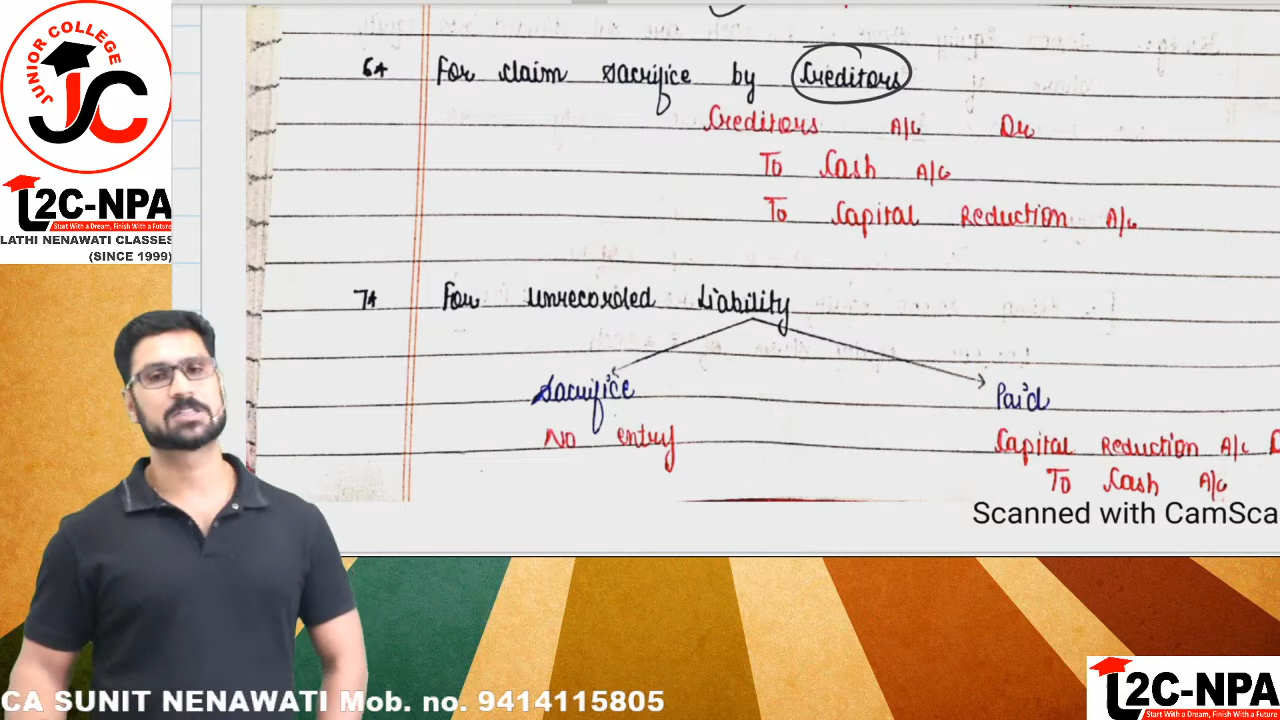 JUNIOR COLLEGE
JC
L2C-NPA
Start With a Dream, Finish With a Future
LATHI NENAWATI CLASSES
(SINCE 1999)
6) For claim sacrifice by Creditors
Creditors A/c Dr
To Cash A/c
To Capital Reduction A/c
7) For unrecorded Liability
Sacrifice Paid
No entry Capital Reduction A/c D
To Cash A/c
Scanned with CamSca
CA SUNIT NENAWATI Mob. no. 9414115805
L2C-NPA
Start With a Dream, Finish With a Future